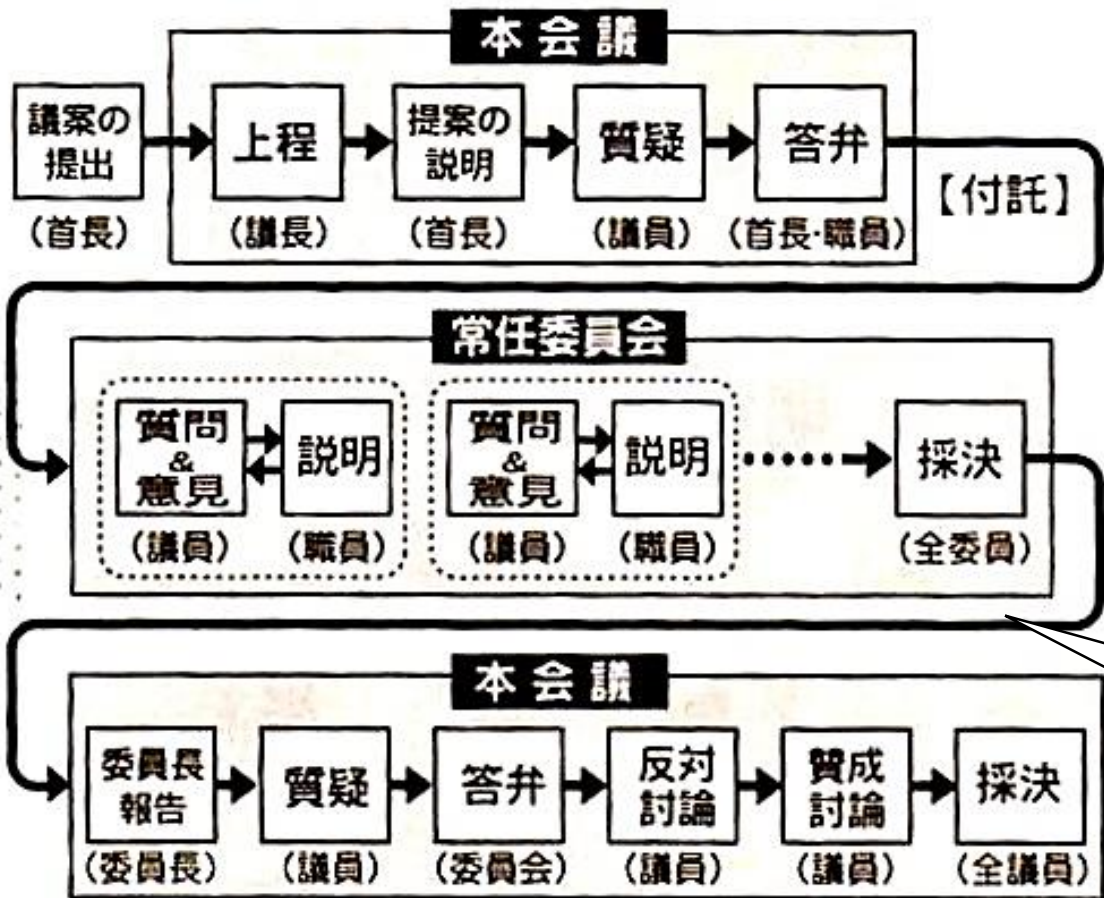 本会議
議案の
提出
上程
提案の
説明
質疑
答弁
【付託】
(首長)
(議長)
(首長)
(議員)
(首長・職員)
常任委員会
質問
&
意見
説明
質問
&
意見
説明
採決
(議員)
(職員)
(議員)
(職員)
(全委員)
本会議
委員長
報告
質疑
答弁
反対
討論
賛成
討論
採決
(委員長)
(議員)
(委員会)
(議員)
(議員)
(全議員)